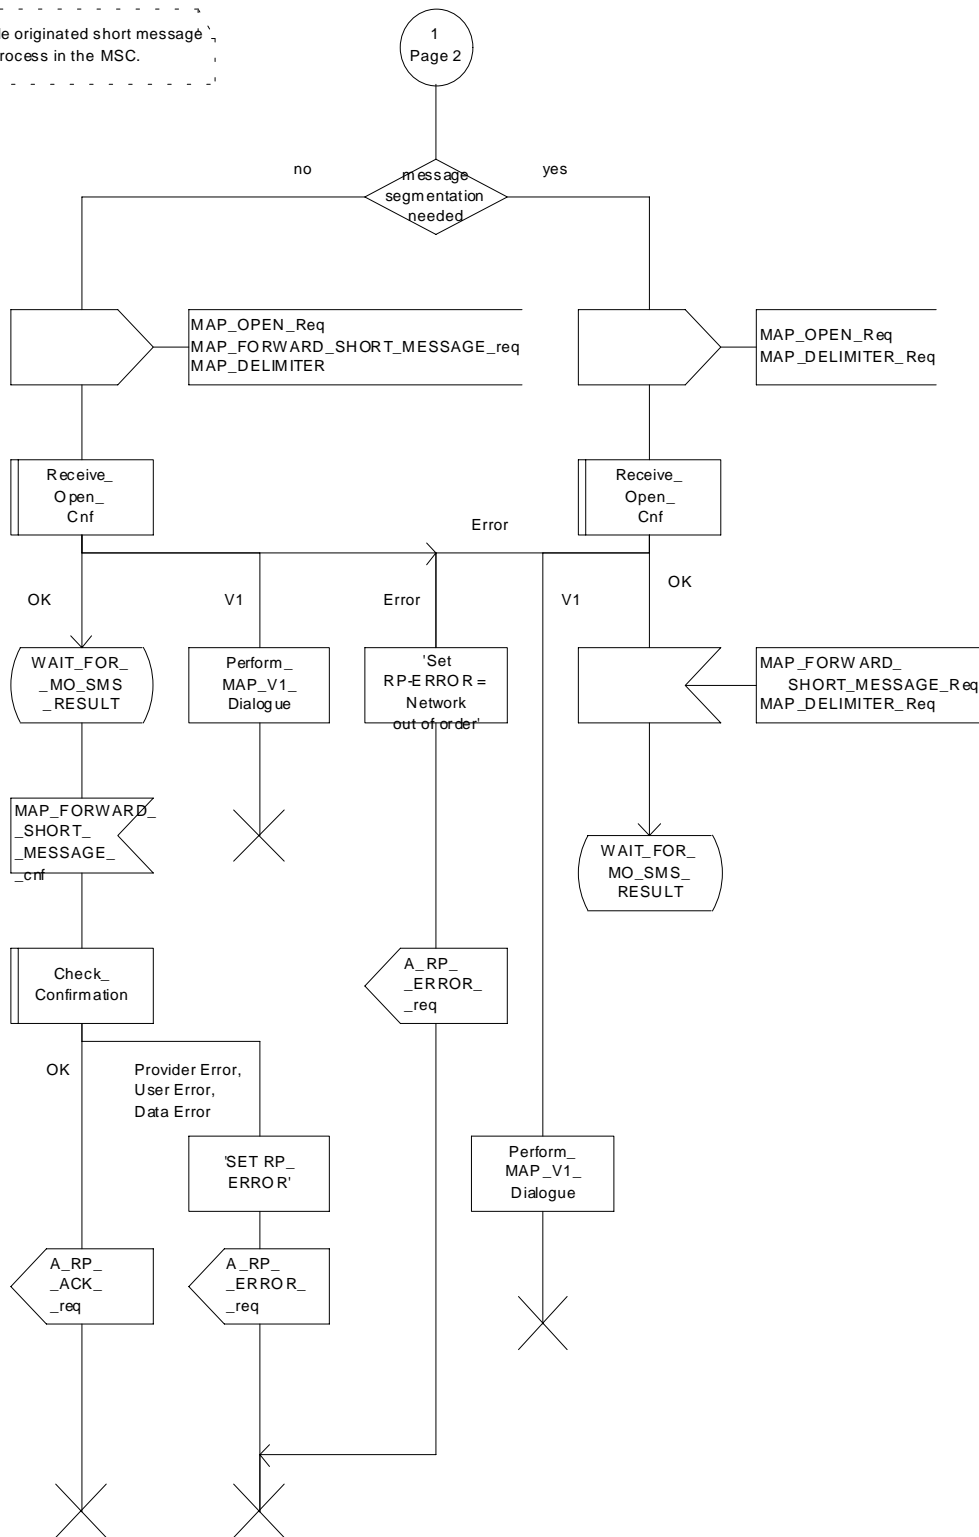 le originated short message
rocess in the MSC.
1
Page 2
no
yes
message
segmentation
needed
MAP_OPEN_Req
MAP_FORWARD_SHORT_MESSAGE_req
MAP_DELIMITER
MAP_OPEN_Req
MAP_DELIMITER_Req
Receive_
Open_
Cnf
Receive_
Open_
Cnf
Error
OK
V1
Error
V1
OK
WAIT_FOR_
_MO_SMS
_RESULT
Perform_
MAP_V1_
Dialogue
'Set
RP-ERROR =
Network
out of order'
MAP_FORWARD_
SHORT_MESSAGE_Req
MAP_DELIMITER_Req
MAP_FORWARD_
_SHORT_
_MESSAGE_
_cnf
WAIT_FOR_
MO_SMS_
RESULT
Check_
Confirmation
A_RP_
_ERROR_
_req
OK
Provider Error,
User Error,
Data Error
'SET RP_
ERROR'
Perform_
MAP_V1_
Dialogue
A_RP_
_ACK_
_req
A_RP_
_ERROR_
_req